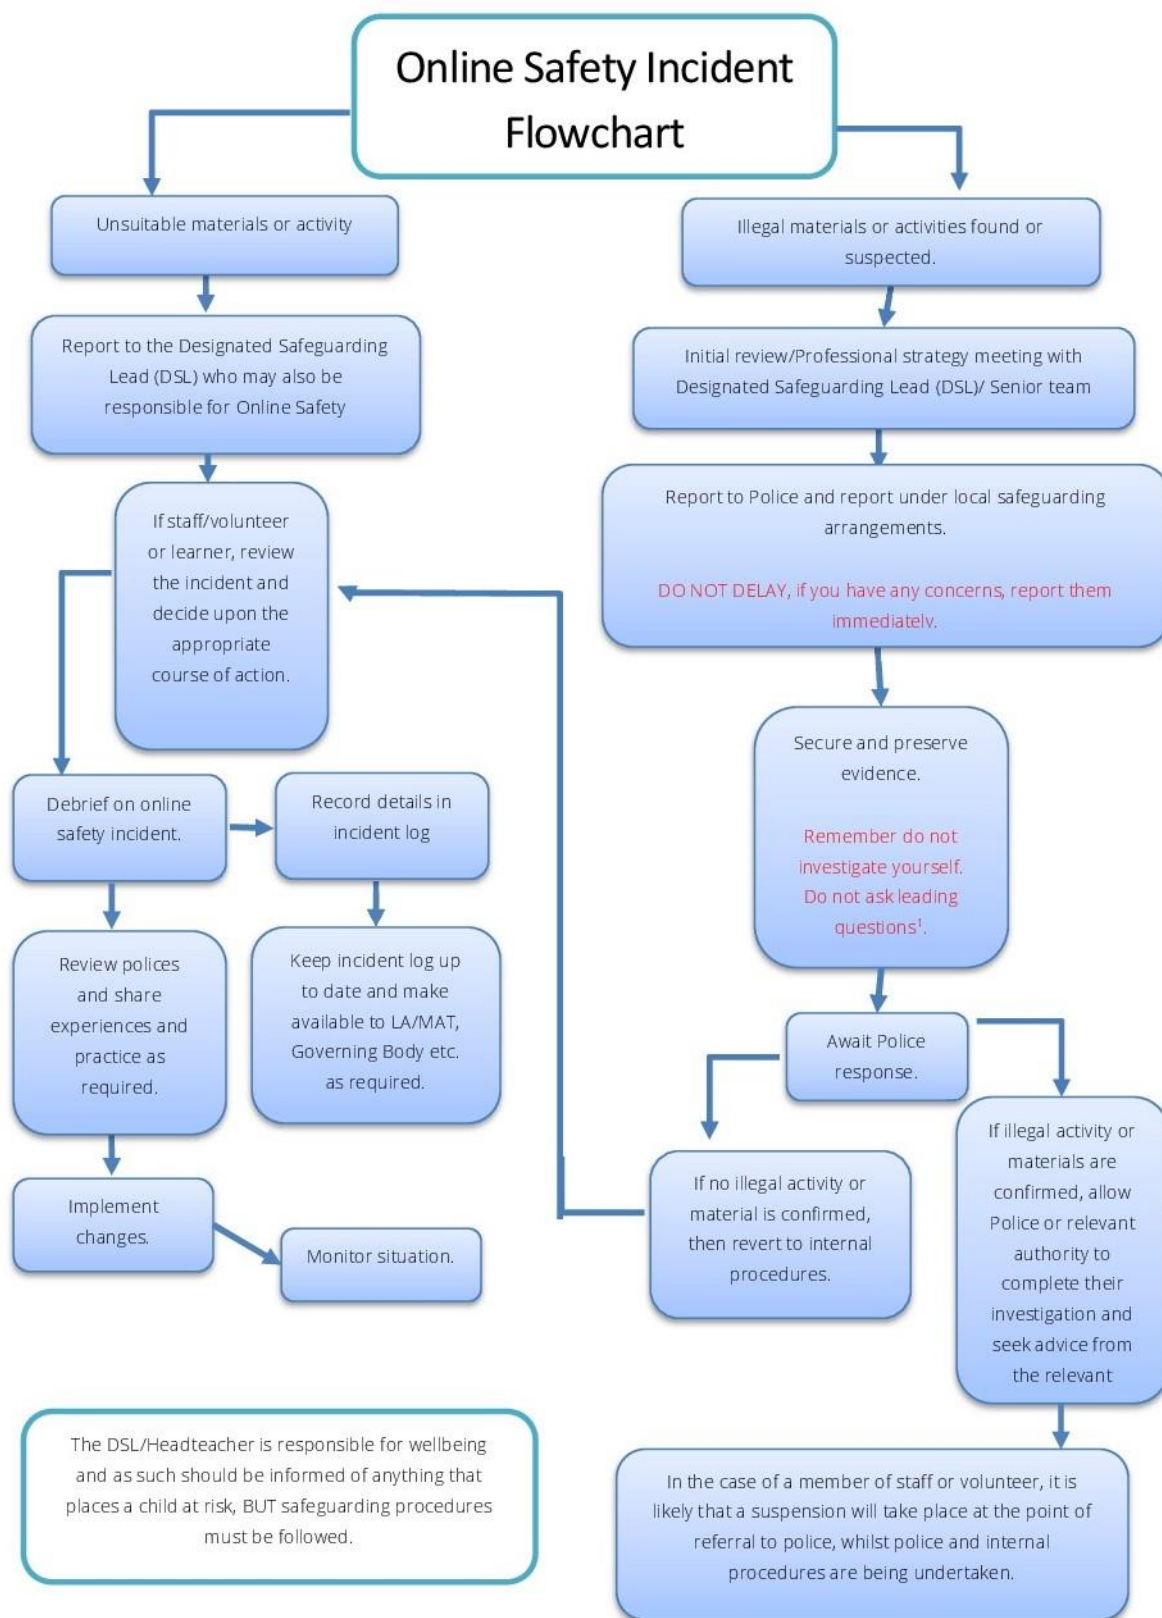 Online Safety Incident
Flowchart
Unsuitable materials or activity
Report to the Designated Safeguarding
Lead (DSL) who may also be
responsible for Online Safety
If staff/volunteer
or learner, review
the incident and
decide upon the
appropriate
course of action.
Debrief on online
safety incident.
Record details in
incident log
Review polices
and share
experiences and
practice as
required.
Keep incident log up
to date and make
available to LA/MAT,
Governing Body etc.
as required.
Implement
changes.
Monitor situation.
Illegal materials or activities found or
suspected.
Initial review/Professional strategy meeting with
Designated Safeguarding Lead (DSL)/ Senior team
Report to Police and report under local safeguarding
arrangements.
DO NOT DELAY, if you have any concerns, report them
immediately.
Secure and preserve
evidence.
Remember do not
investigate yourself.
Do not ask leading
questions¹.
Await Police
response.
If no illegal activity or
material is confirmed,
then revert to internal
procedures.
If illegal activity or
materials are
confirmed, allow
Police or relevant
authority to
complete their
investigation and
seek advice from
the relevant
In the case of a member of staff or volunteer, it is
likely that a suspension will take place at the point of
referral to police, whilst police and internal
procedures are being undertaken.
The DSL/Headteacher is responsible for wellbeing
and as such should be informed of anything that
places a child at risk, BUT safeguarding procedures
must be followed.